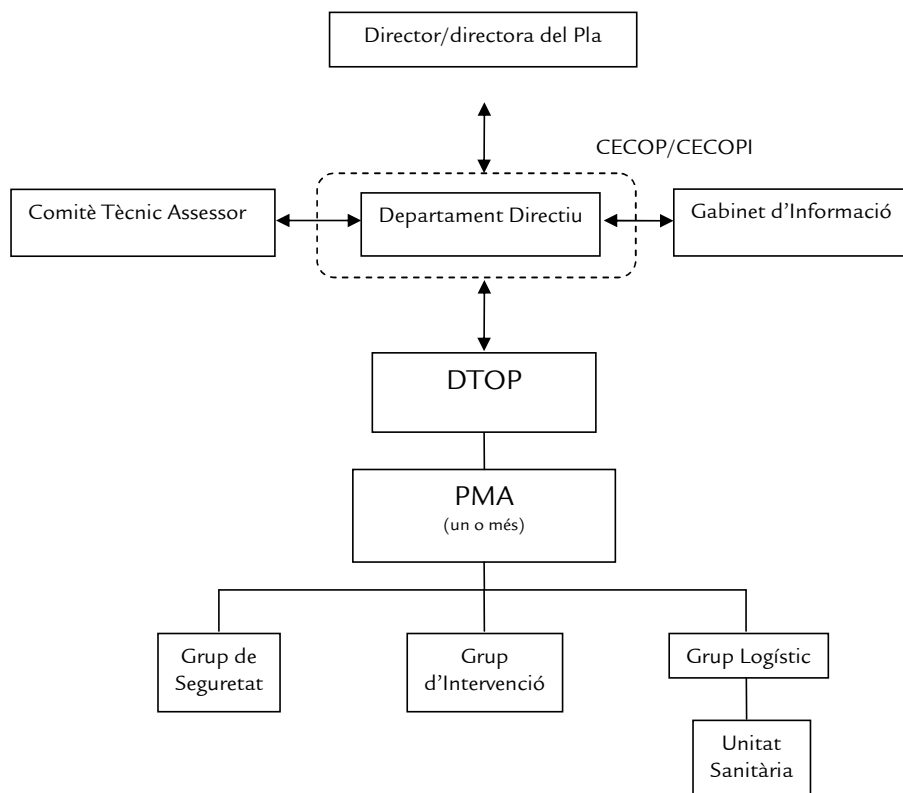 Director/directora del Pla
CECOP/CECOPI
Comitè Tècnic Assessor
Departament Directiu
Gabinet d’Informació
DTOP
PMA
(un o més)
Grup de
Seguretat
Grup
d’Intervenció
Grup Logístic
Unitat
Sanitària